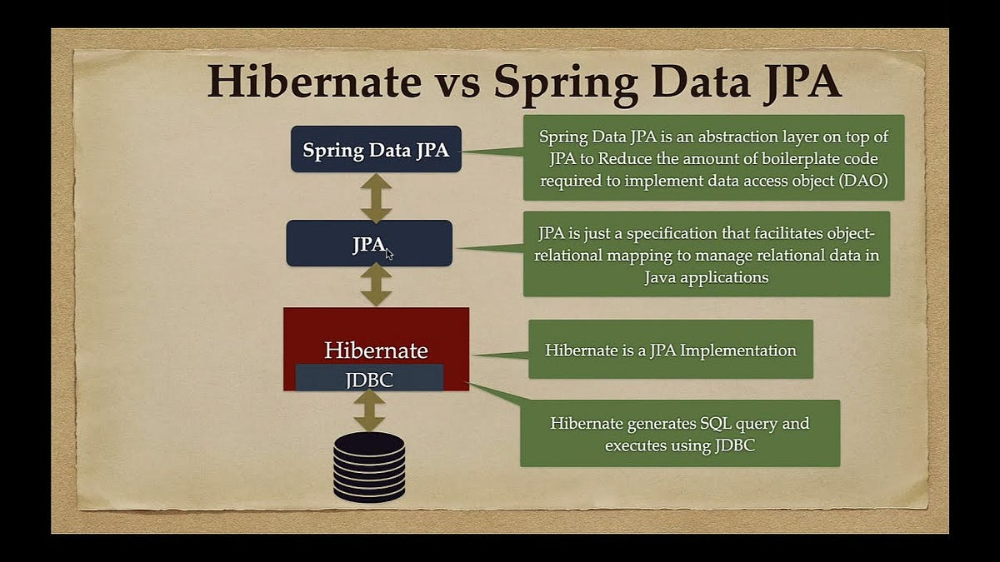 Hibernate vs Spring Data JPA
Spring Data JPA
Spring Data JPA is an abstraction layer on top of
JPA to Reduce the amount of boilerplate code
required to implement data access object (DAO)
JPA
JPA is just a specification that facilitates object-
relational mapping to manage relational data in
Java applications
Hibernate
JDBC
Hibernate is a JPA Implementation
Hibernate generates SQL query and
executes using JDBC